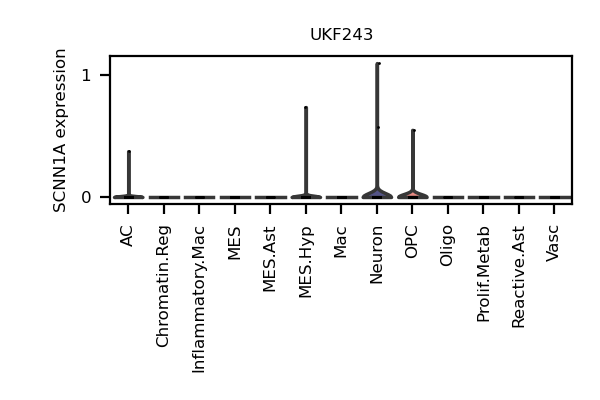 UKF243
SCNN1A expression
1
0
AC
Chromatin.Reg
Inflammatory.Mac
MES
MES.Ast
MES.Hyp
Mac
Neuron
OPC
Oligo
Prolif.Metab
Reactive.Ast
Vasc